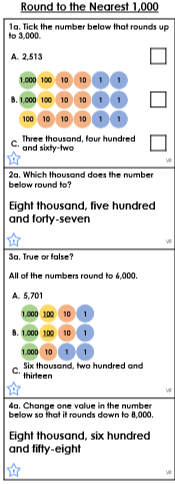 Round to the Nearest 1,000
1a. Tick the number below that rounds up
to 3,000.
A. 2,513
1,000 100 10 10 1 1
B. 1,000 100 10 10 1 1
100 10 10 10 1 1
C. Three thousand, four hundred
and sixty-two
VF
2a. Which thousand does the number
below round to?
Eight thousand, five hundred
and forty-seven
VF
3a. True or false?
All of the numbers round to 6,000.
A. 5,701
1,000 100 10 1
B. 1,000 100 10 1
1,000 10 1 1
C. Six thousand, two hundred and
thirteen
VF
4a. Change one value in the number
below so that it rounds down to 8,000.
Eight thousand, six hundred
and fifty-eight
VF